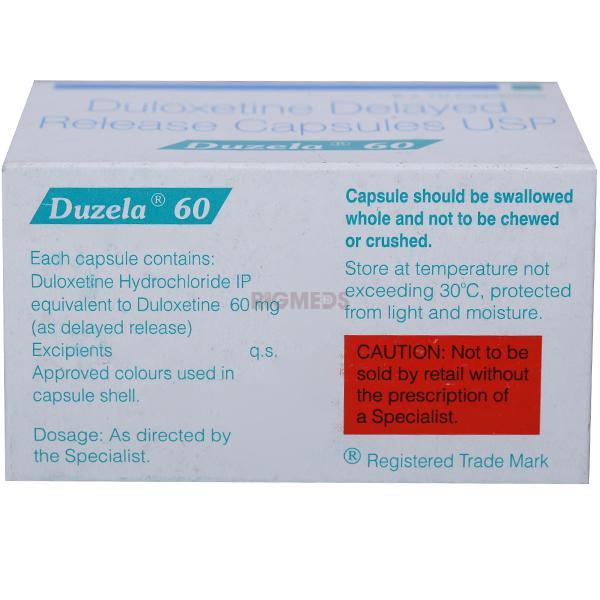 Duloxetine Delayed
Release Capsules USP
Duzela® 60
Duzela® 60
Each capsule contains:
Duloxetine Hydrochloride IP
equivalent to Duloxetine 60 mg
(as delayed release)
Excipients q.s.
Approved colours used in
capsule shell.
Dosage: As directed by
the Specialist.
Capsule should be swallowed
whole and not to be chewed
or crushed.
Store at temperature not
exceeding 30°C, protected
from light and moisture.
CAUTION: Not to be
sold by retail without
the prescription of
a Specialist.
® Registered Trade Mark
BIGMEDS